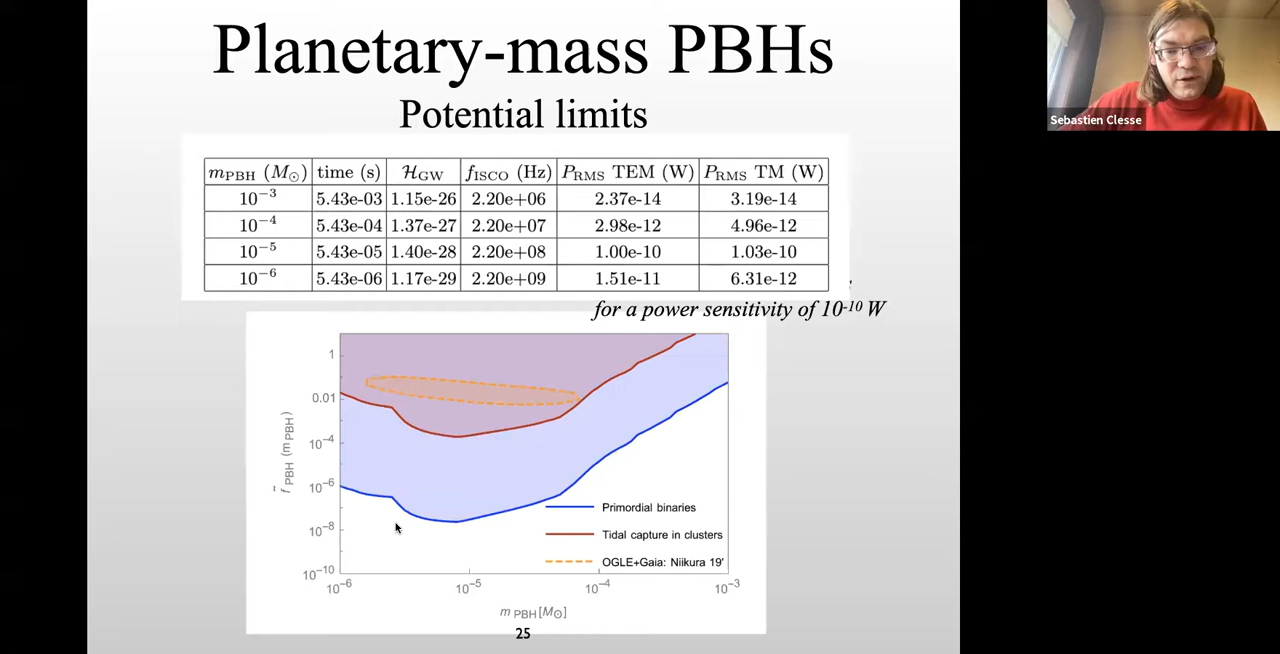 Planetary-mass PBHs
Potential limits
Sebastien Clesse
m_PBH (M_⊙) time (s) ℋ_GW f_ISCO (Hz) P_RMS TEM (W) P_RMS TM (W)
10^−3 5.43e-03 1.15e-26 2.20e+06 2.37e-14 3.19e-14
10^−4 5.43e-04 1.37e-27 2.20e+07 2.98e-12 4.96e-12
10^−5 5.43e-05 1.40e-28 2.20e+08 1.00e-10 1.03e-10
10^−6 5.43e-06 1.17e-29 2.20e+09 1.51e-11 6.31e-12
for a power sensitivity of 10^-10 W
1
0.01
10^−4
10^−6
10^−8
10^−10
f̃ PBH (m PBH)
Primordial binaries
Tidal capture in clusters
OGLE+Gaia: Niikura 19'
10^−6 10^−5 10^−4 10^−3
m PBH [M⊙]
25